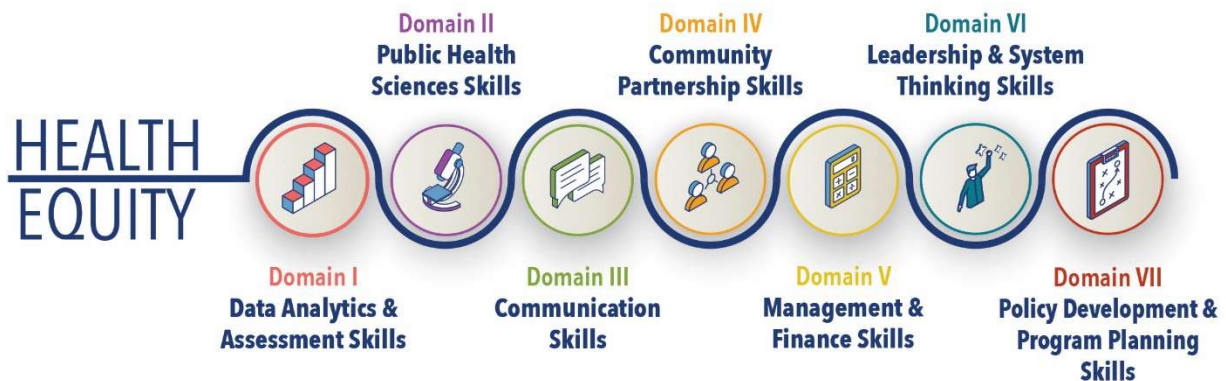 HEALTH
EQUITY
Domain I
Data Analytics &
Assessment Skills
Domain II
Public Health
Sciences Skills
Domain III
Communication
Skills
Domain IV
Community
Partnership Skills
Domain V
Management &
Finance Skills
Domain VI
Leadership & System
Thinking Skills
Domain VII
Policy Development &
Program Planning
Skills